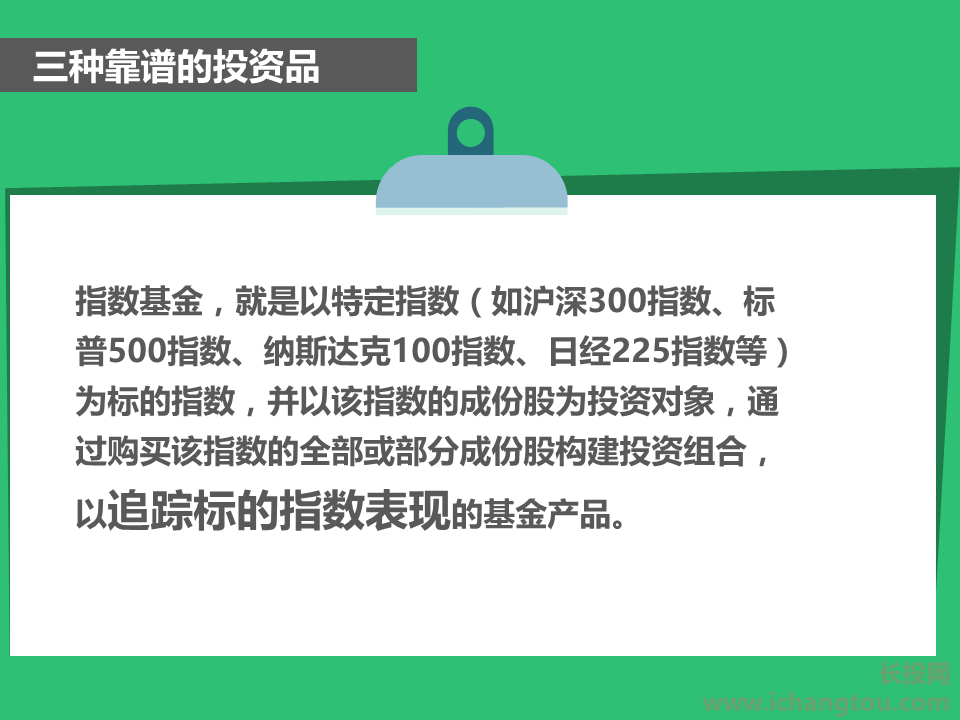 三种靠谱的投资品
指数基金，就是以特定指数（如沪深300指数、标
普500指数、纳斯达克100指数、日经225指数等）
为标的指数，并以该指数的成份股为投资对象，通
过购买该指数的全部或部分成份股构建投资组合，
以追踪标的指数表现的基金产品。
长投网
www.ichangtou.com